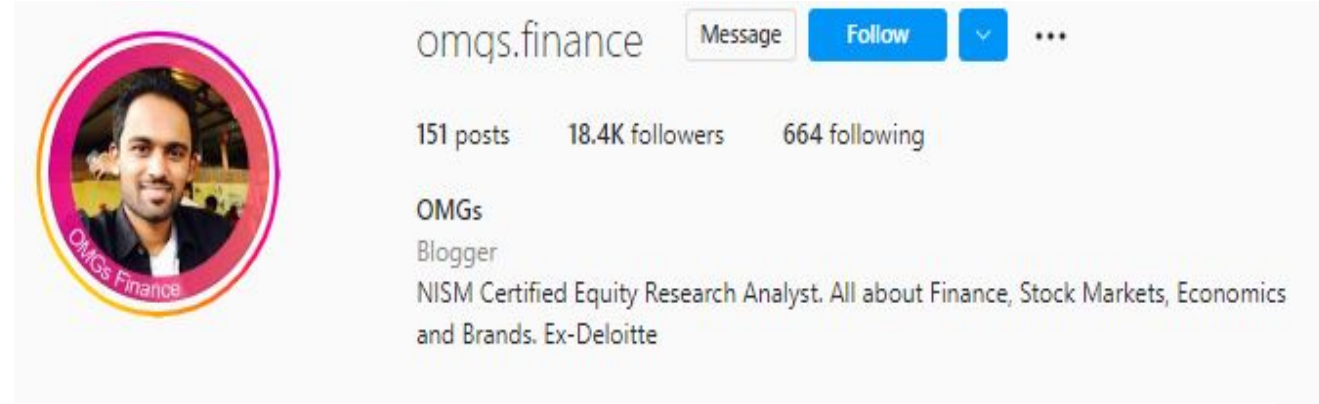 omgs.finance Message Follow
151 posts 18.4K followers 664 following
OMGs
Blogger
NISM Certified Equity Research Analyst. All about Finance, Stock Markets, Economics
and Brands. Ex-Deloitte
OMGs Finance